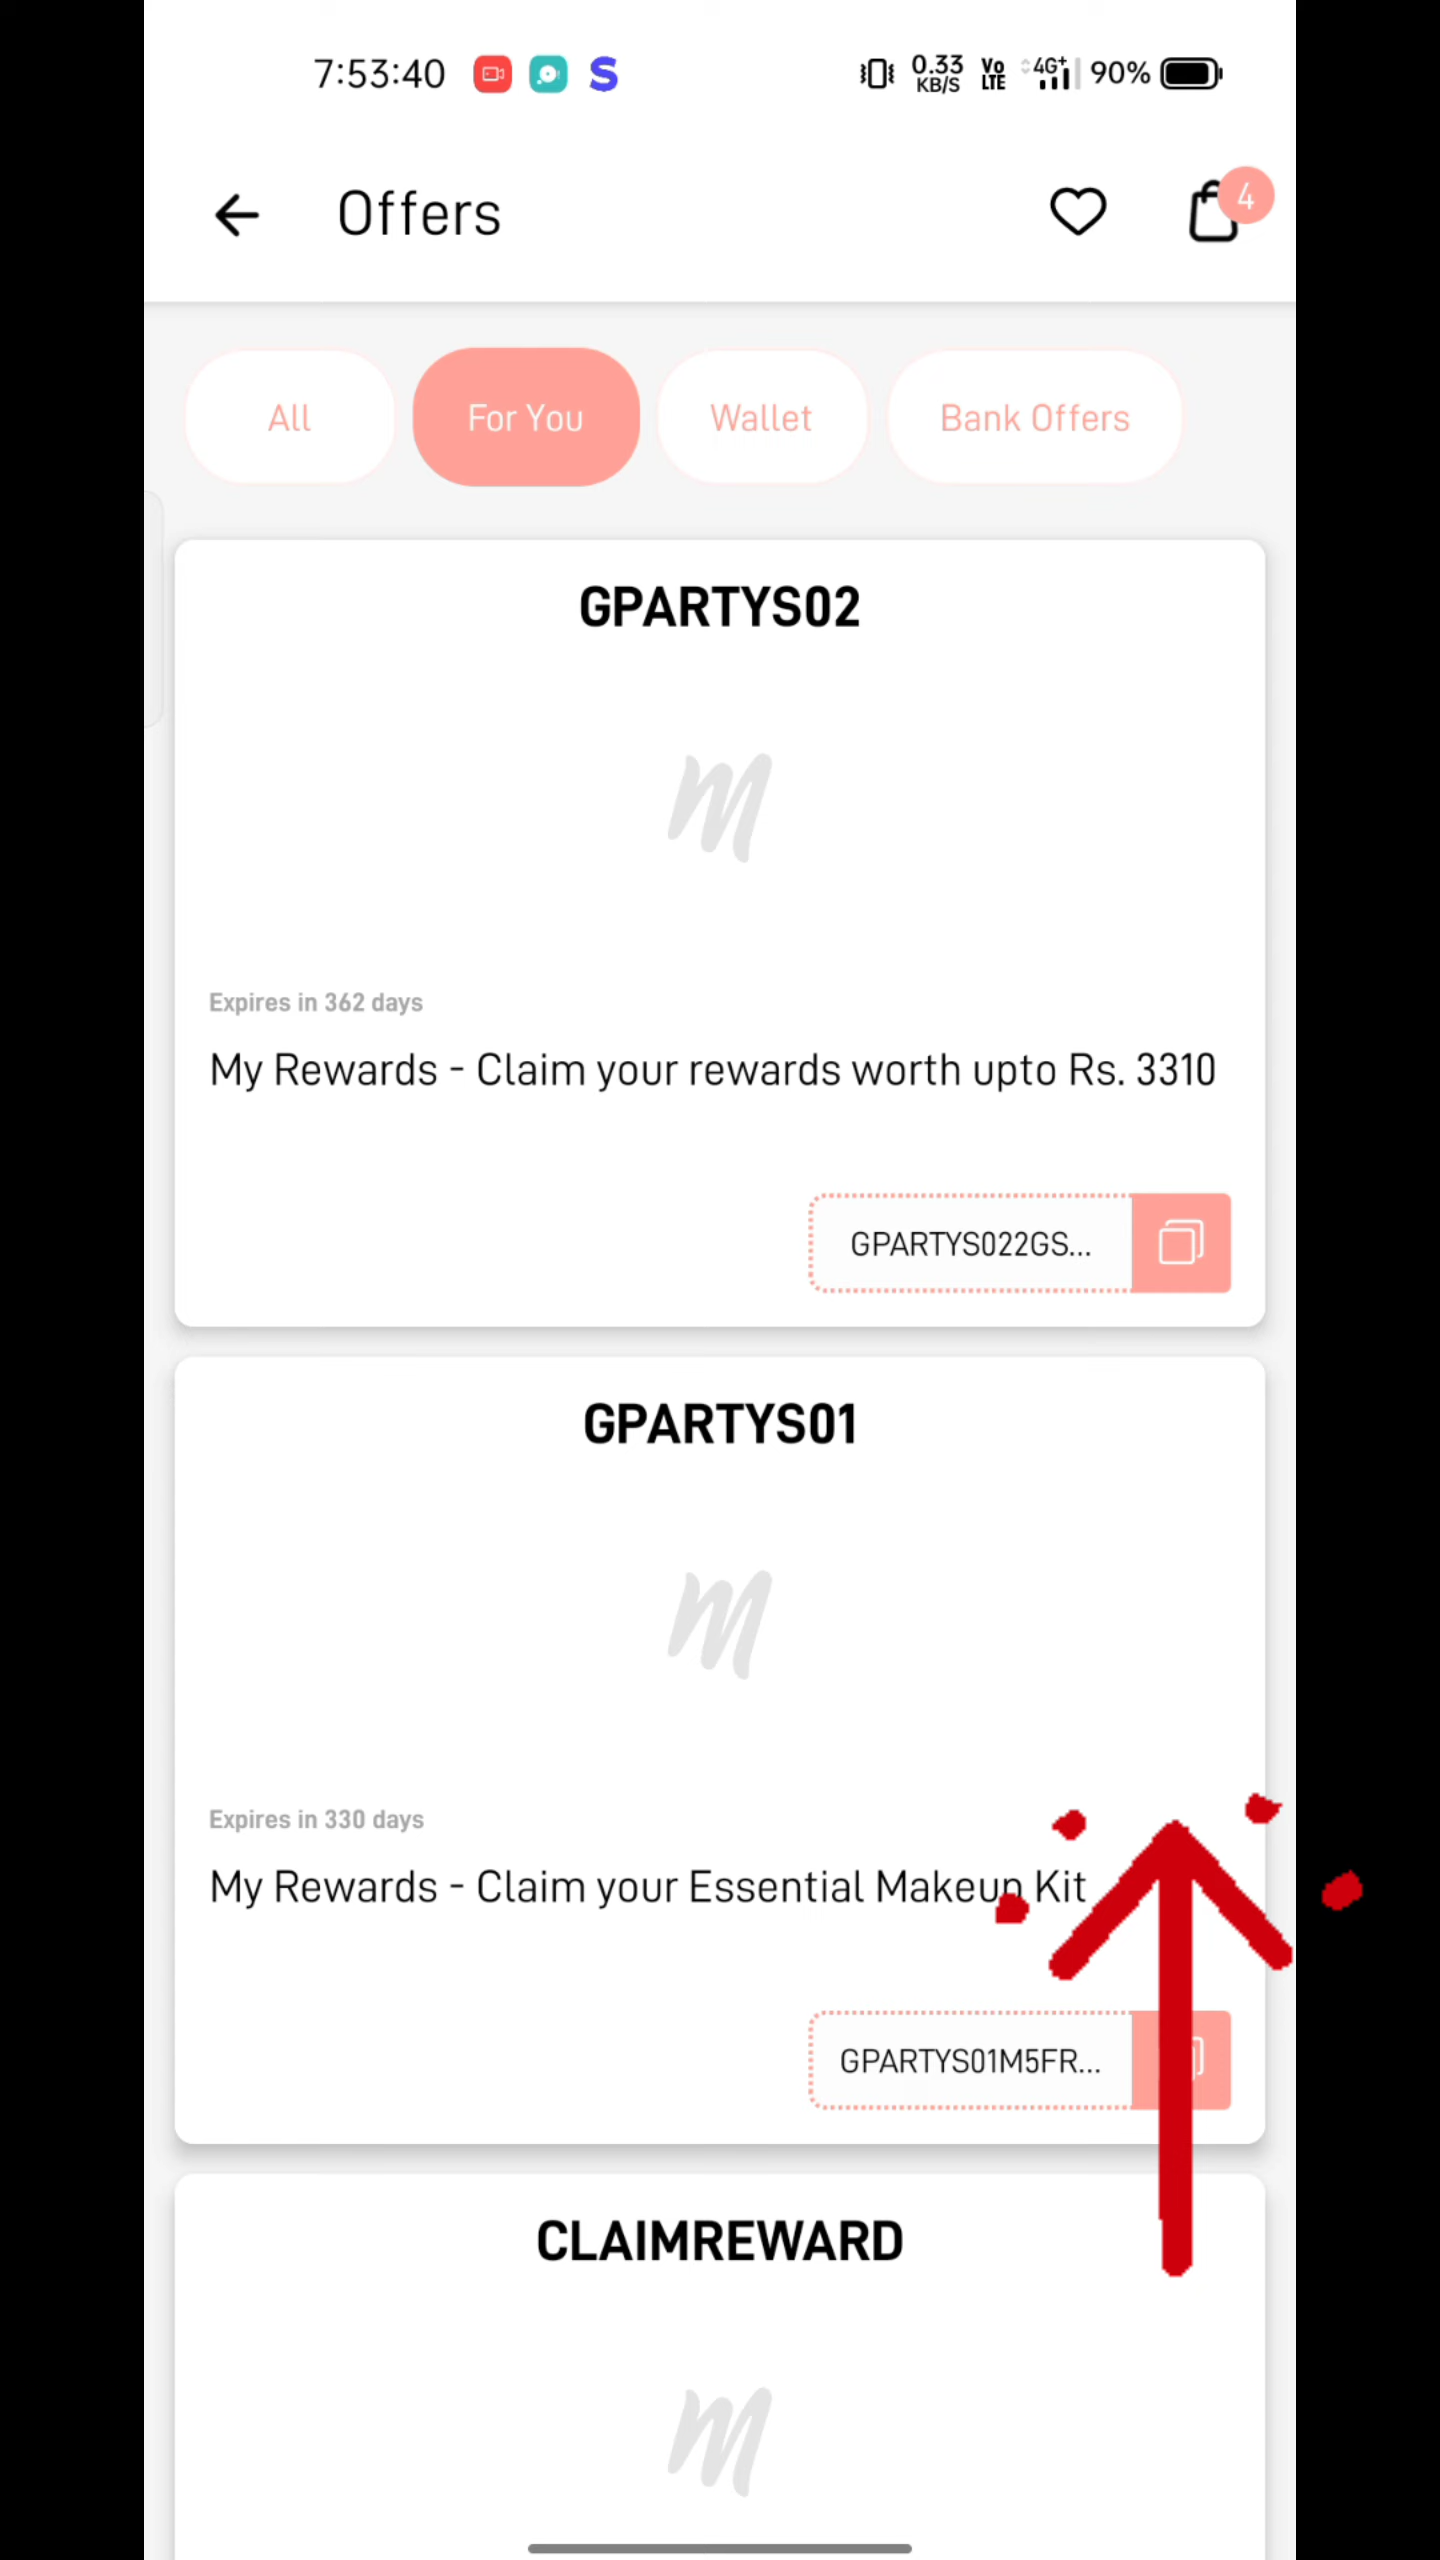 7:53:40 S 0.33 KB/S Vo LTE 4G+ 90%
Offers
4
All For You Wallet Bank Offers
GPARTYS02
m
Expires in 362 days
My Rewards - Claim your rewards worth upto Rs. 3310
GPARTYS022GS...
GPARTYS01
m
Expires in 330 days
My Rewards - Claim your Essential Makeup Kit
GPARTYS01M5FR...
CLAIMREWARD
m